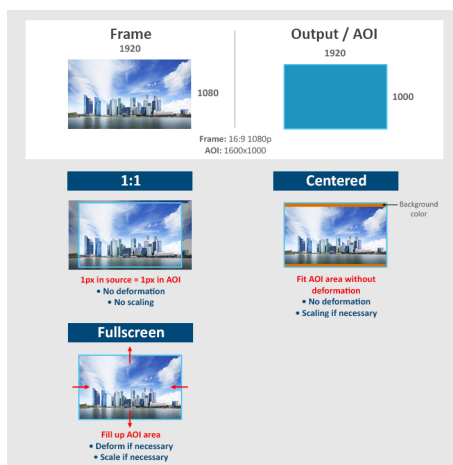 Frame
1920
1080
Output / AOI
1920
1000
Frame: 16:9 1080p
AOI: 1600x1000
1:1
1px in source = 1px in AOI
• No deformation
• No scaling
Centered
Background
color
Fit AOI area without
deformation
• No deformation
• Scaling if necessary
Fullscreen
Fill up AOI area
• Deform if necessary
• Scale if necessary